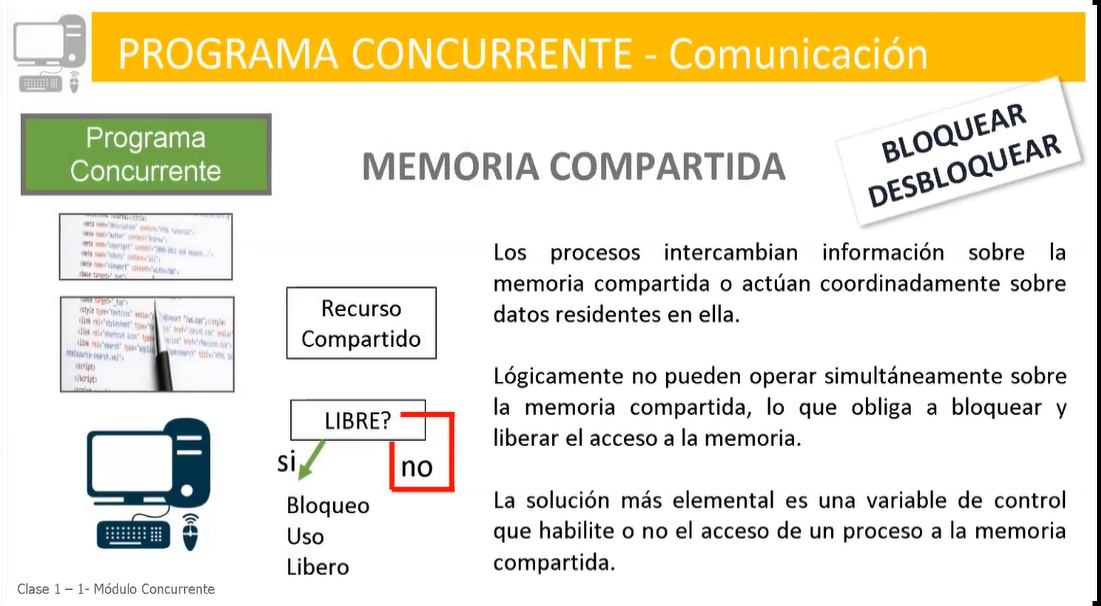 PROGRAMA CONCURRENTE - Comunicación
Programa
Concurrente
MEMORIA COMPARTIDA
BLOQUEAR
DESBLOQUEAR
Los procesos intercambian información sobre la
memoria compartida o actúan coordinadamente sobre
datos residentes en ella.
Recurso
Compartido
Lógicamente no pueden operar simultáneamente sobre
la memoria compartida, lo que obliga a bloquear y
liberar el acceso a la memoria.
LIBRE?
si
no
Bloqueo
Uso
Libero
La solución más elemental es una variable de control
que habilite o no el acceso de un proceso a la memoria
compartida.
Clase 1 – 1- Módulo Concurrente